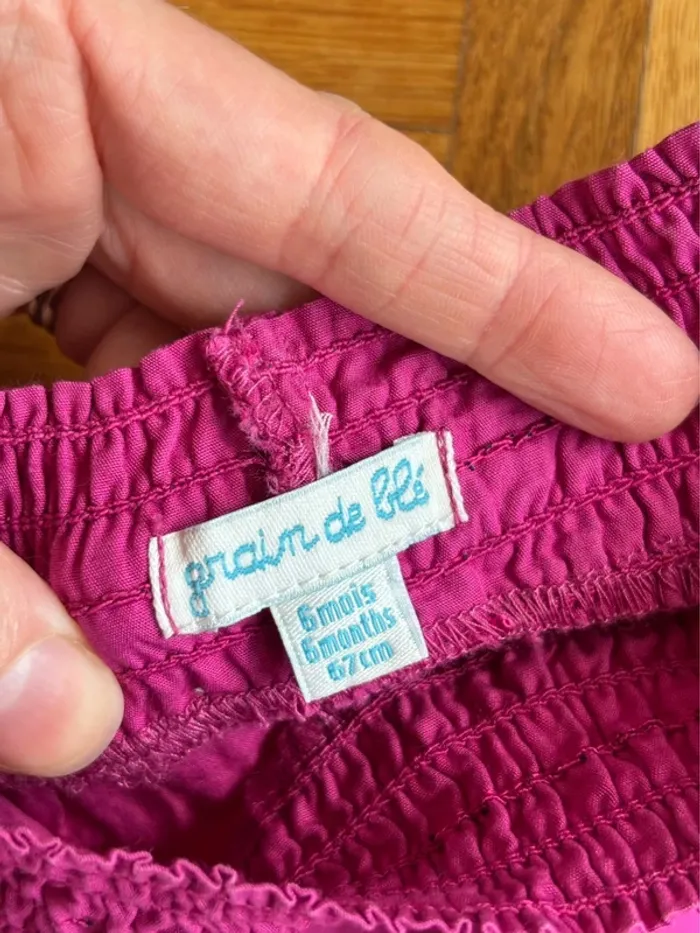 grain de blé
6 mois
6 months
67 cm